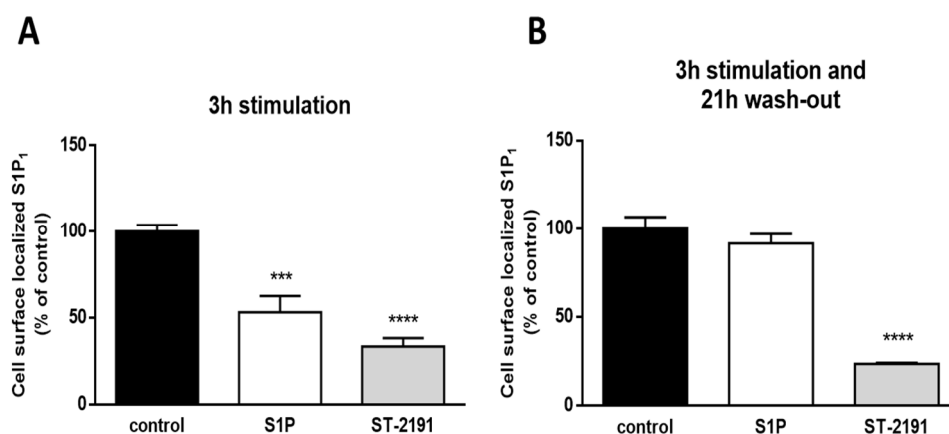 A
3h stimulation
Cell surface localized S1P₁
(% of control)
150
100
50
0
***
****
control
S1P
ST-2191
B
3h stimulation and
21h wash-out
Cell surface localized S1P₁
(% of control)
150
100
50
0
****
control
S1P
ST-2191